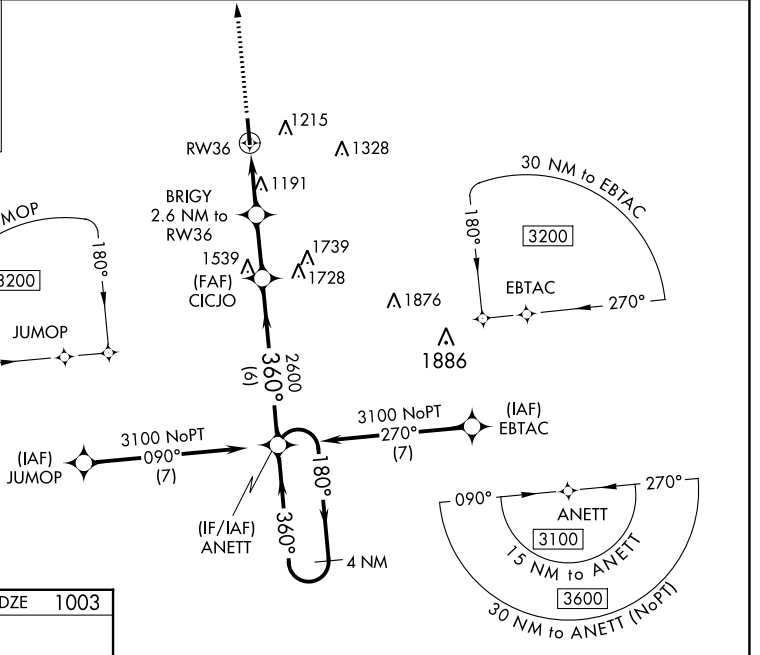 1215
RW36
1328
1191
BRIGY
2.6 NM to
RW36
30 NM to EBTAC
180°
3200
EBTAC
270°
MOP
180°
3200
JUMOP
1539
1739
1728
(FAF)
CICJO
1876
1886
2600
360°
(6)
3100 NoPT
090°
(7)
(IAF)
JUMOP
3100 NoPT
270°
(7)
(IAF)
EBTAC
180°
360°
(IF/IAF)
ANETT
4 NM
090°
270°
ANETT
3100
15 NM to ANETT
3600
30 NM to ANETT (NoPT)
DZE 1003